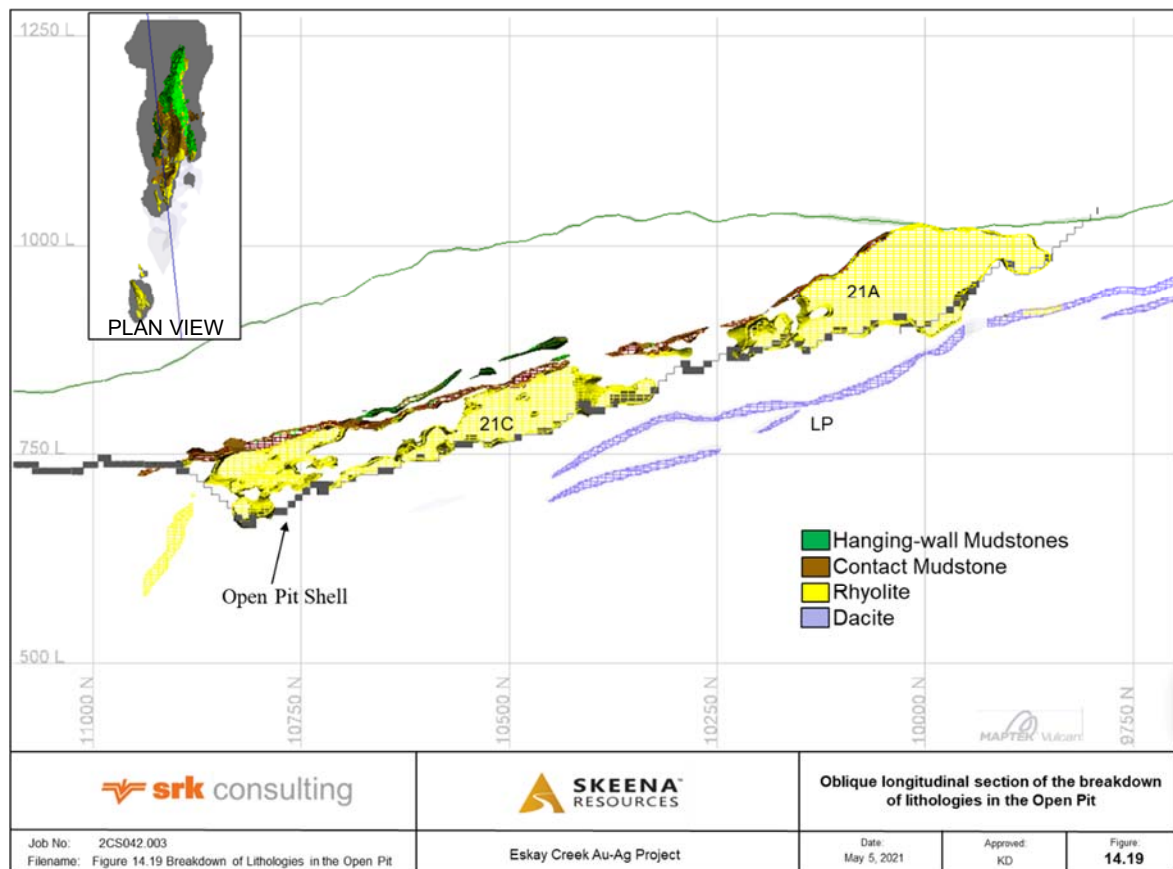 1250 L
PLAN VIEW
1000 L
21A
21C
LP
750 L
Hanging-wall Mudstones
Contact Mudstone
Rhyolite
Dacite
Open Pit Shell
500 L
11000 N
10750 N
10500 N
10250 N
10000 N
9750 N
MAPTEK Vulcan
srk consulting
SKEENA™
RESOURCES
Oblique longitudinal section of the breakdown
of lithologies in the Open Pit
Job No: 2CS042.003
Filename: Figure 14.19 Breakdown of Lithologies in the Open Pit
Eskay Creek Au-Ag Project
Date:
May 5, 2021
Approved:
KD
Figure:
14.19